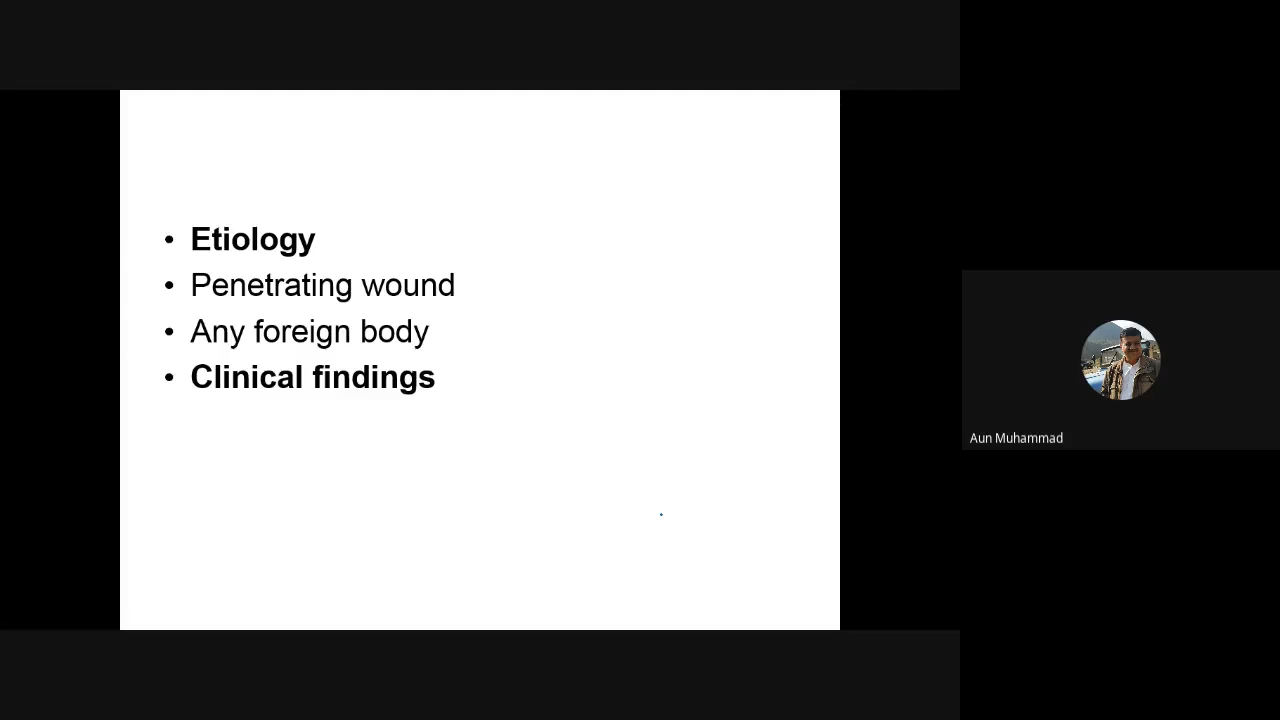 • Etiology
• Penetrating wound
• Any foreign body
• Clinical findings
Aun Muhammad